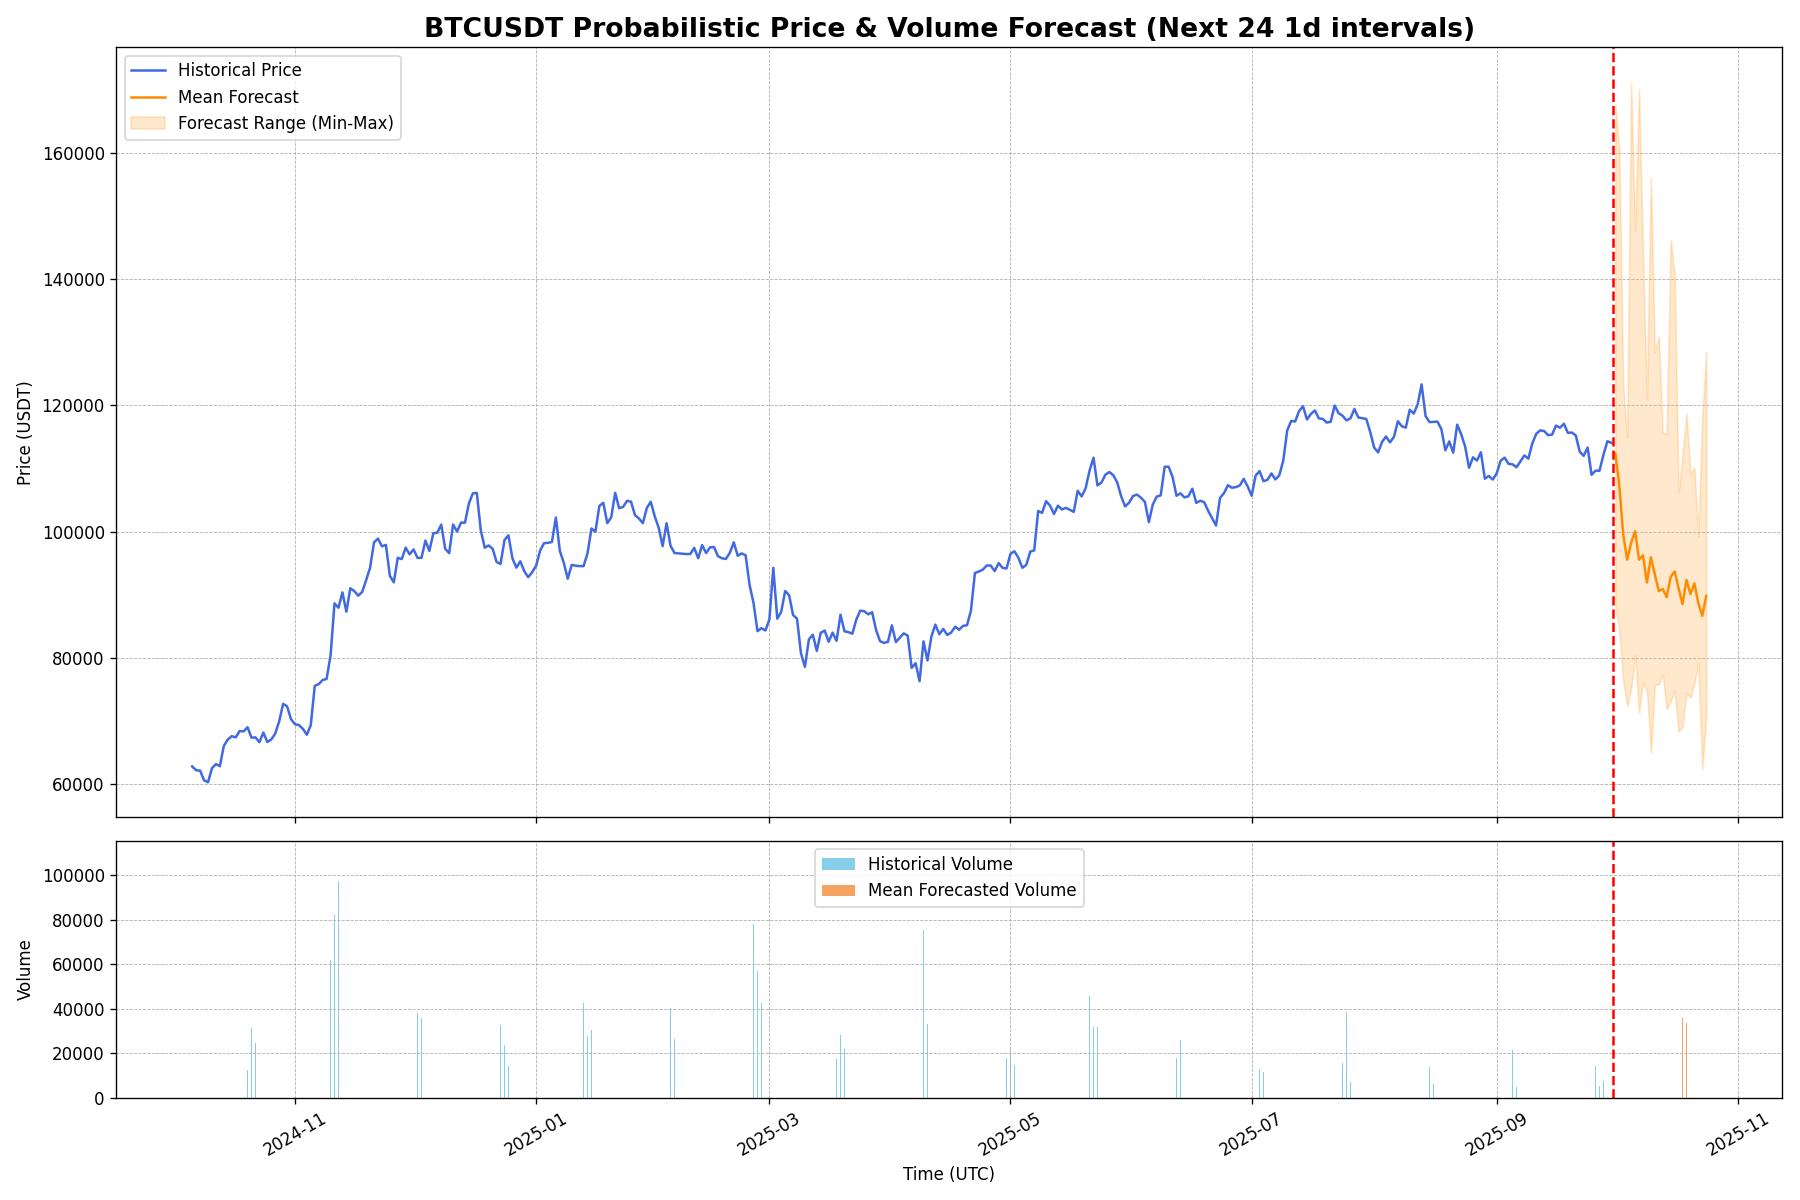 BTCUSDT Probabilistic Price & Volume Forecast (Next 24 1d intervals)
Historical Price
Mean Forecast
Forecast Range (Min-Max)
160000
140000
120000
100000
80000
60000
Price (USDT)
Historical Volume
Mean Forecasted Volume
100000
80000
60000
40000
20000
0
Volume
2024-11
2025-01
2025-03
2025-05
2025-07
2025-09
2025-11
Time (UTC)